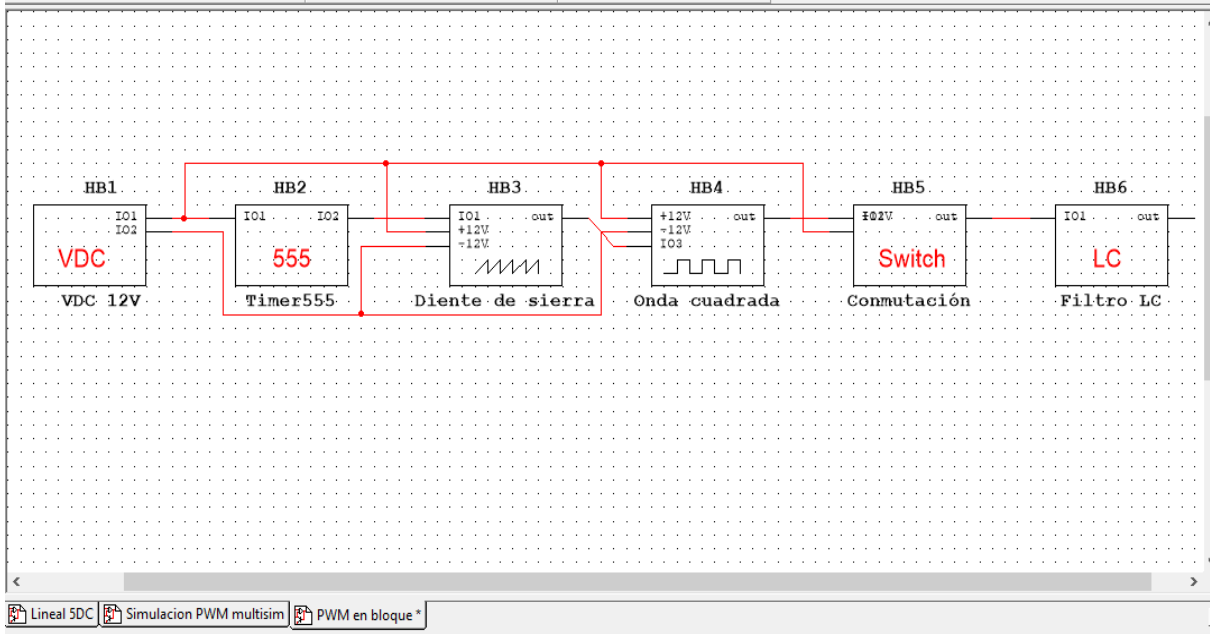 HB1 HB2 HB3 HB4 HB5 HB6
IO1 IO1 IO2 IO1 out +12V out out IO1 out
IO2 +12V -12V
-12V IO3
VDC 555 Switch LC
VDC 12V Timer555 Diente de sierra Onda cuadrada Conmutación Filtro LC
Lineal 5DC Simulacion PWM multisim PWM en bloque *